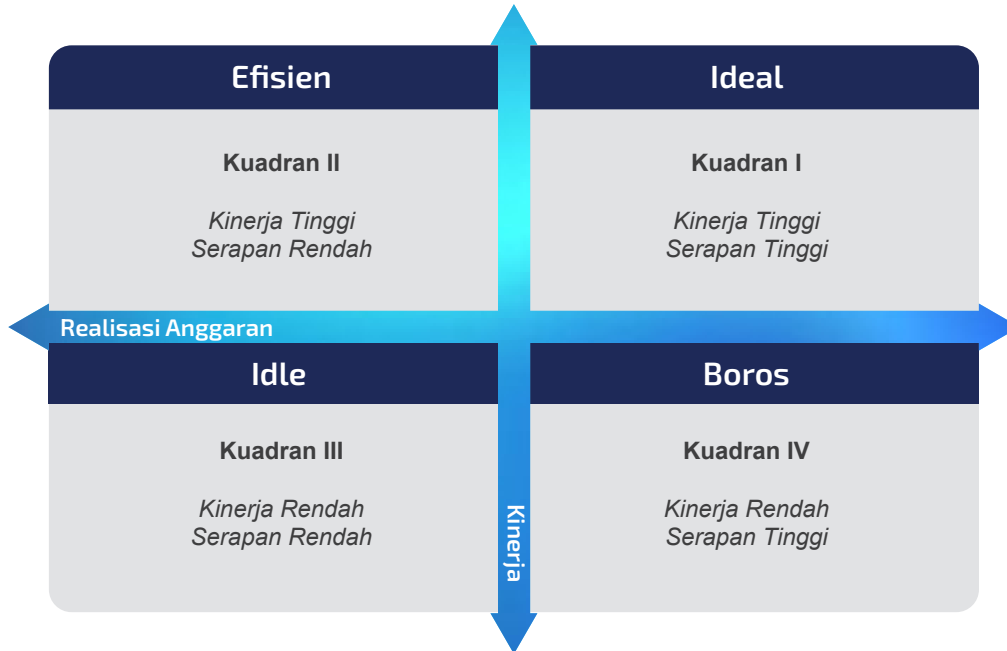 Efisien
Kuadran II
Kinerja Tinggi
Serapan Rendah
Ideal
Kuadran I
Kinerja Tinggi
Serapan Tinggi
Realisasi Anggaran
Idle
Kuadran III
Kinerja Rendah
Serapan Rendah
Kinerja
Boros
Kuadran IV
Kinerja Rendah
Serapan Tinggi